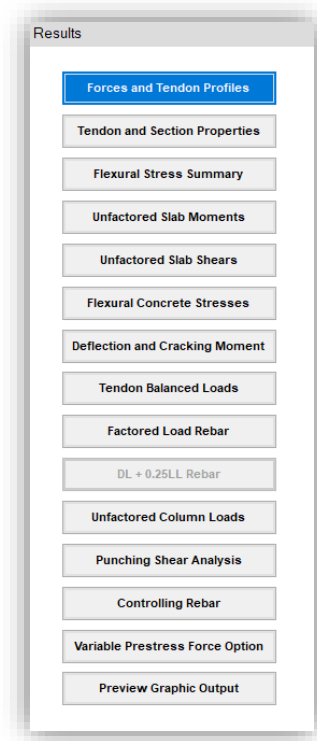 Results
Forces and Tendon Profiles
Tendon and Section Properties
Flexural Stress Summary
Unfactored Slab Moments
Unfactored Slab Shears
Flexural Concrete Stresses
Deflection and Cracking Moment
Tendon Balanced Loads
Factored Load Rebar
DL + 0.25LL Rebar
Unfactored Column Loads
Punching Shear Analysis
Controlling Rebar
Variable Prestress Force Option
Preview Graphic Output